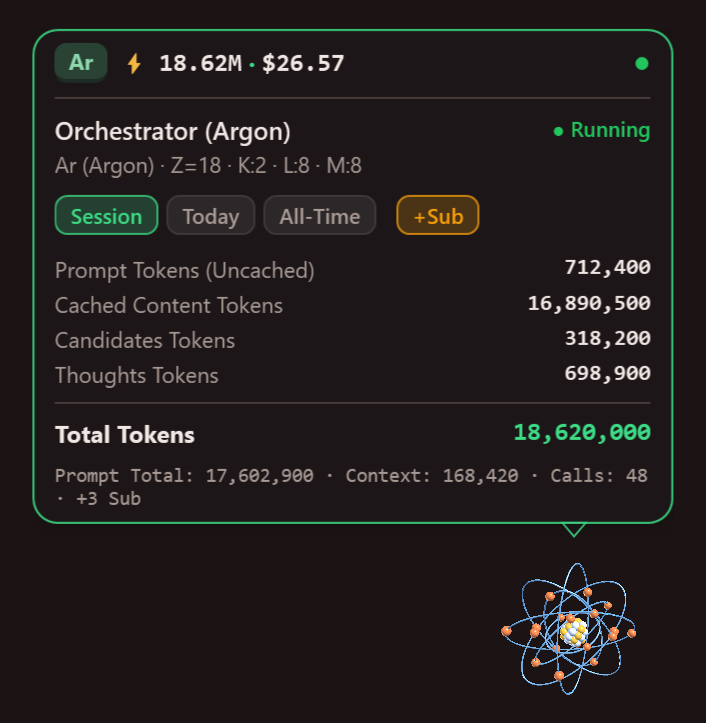 Ar ⚡ 18.62M · $26.57
Orchestrator (Argon) ● Running
Ar (Argon) · Z=18 · K:2 · L:8 · M:8
Session Today All-Time +Sub
Prompt Tokens (Uncached) 712,400
Cached Content Tokens 16,890,500
Candidates Tokens 318,200
Thoughts Tokens 698,900
Total Tokens 18,620,000
Prompt Total: 17,602,900 · Context: 168,420 · Calls: 48
· +3 Sub